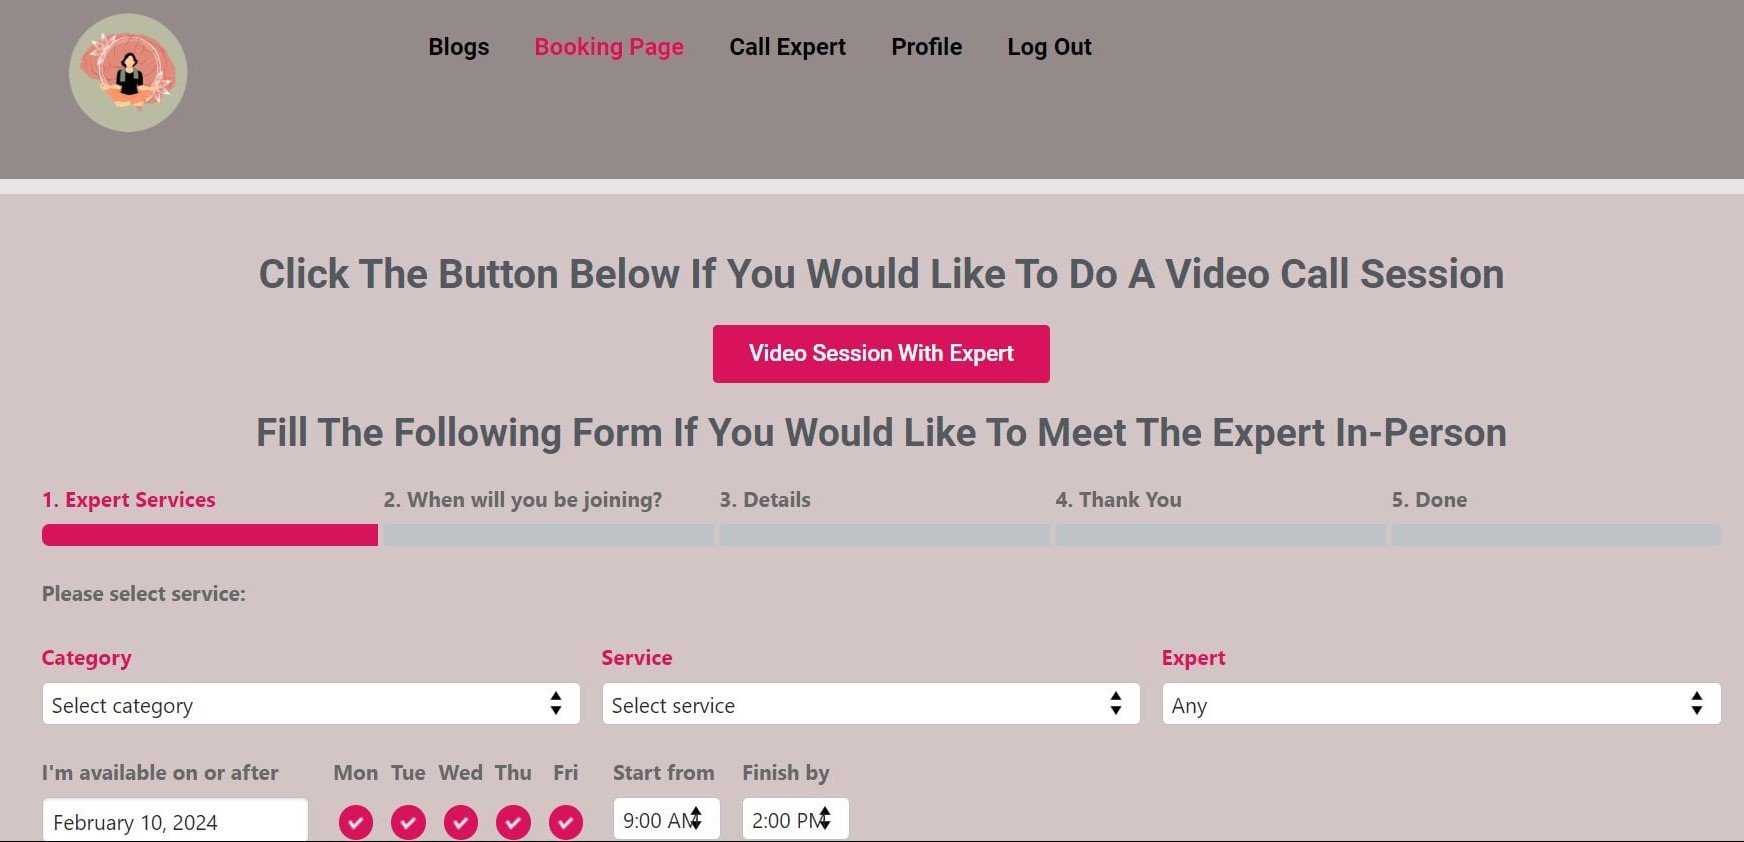 Blogs Booking Page Call Expert Profile Log Out
Click The Button Below If You Would Like To Do A Video Call Session
Video Session With Expert
Fill The Following Form If You Would Like To Meet The Expert In-Person
1. Expert Services 2. When will you be joining? 3. Details 4. Thank You 5. Done
Please select service:
Category Service Expert
Select category Select service Any
I'm available on or after Mon Tue Wed Thu Fri Start from Finish by
February 10, 2024 9:00 AM 2:00 PM